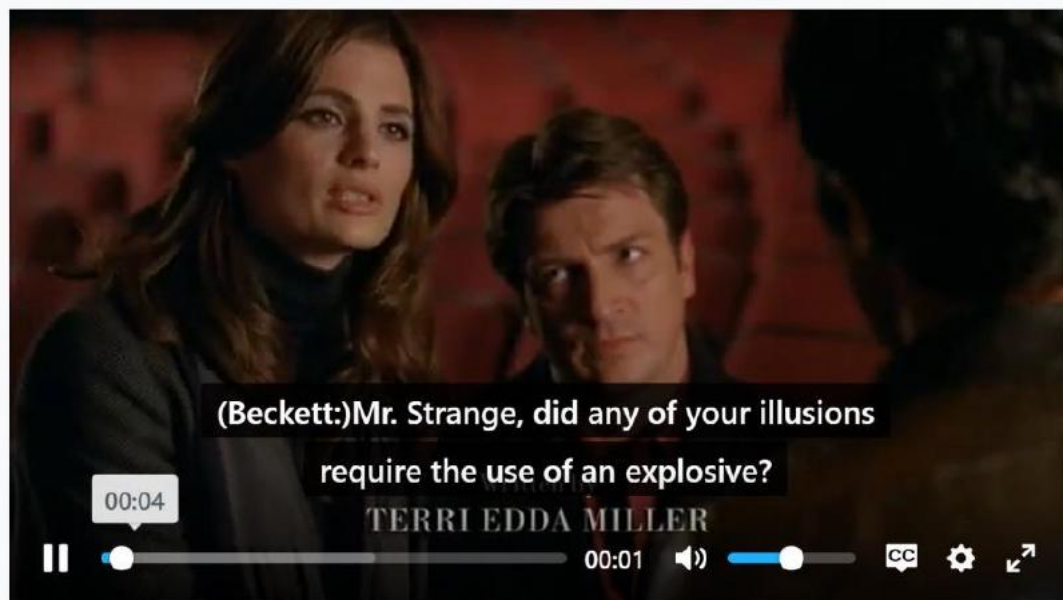 (Beckett:)Mr. Strange, did any of your illusions
require the use of an explosive?
00:04
TERRI EDDA MILLER
00:01
CC